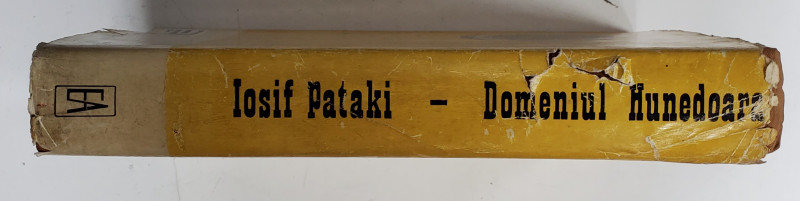 Iosif Pataki – Domeniul Hunedoara
EA